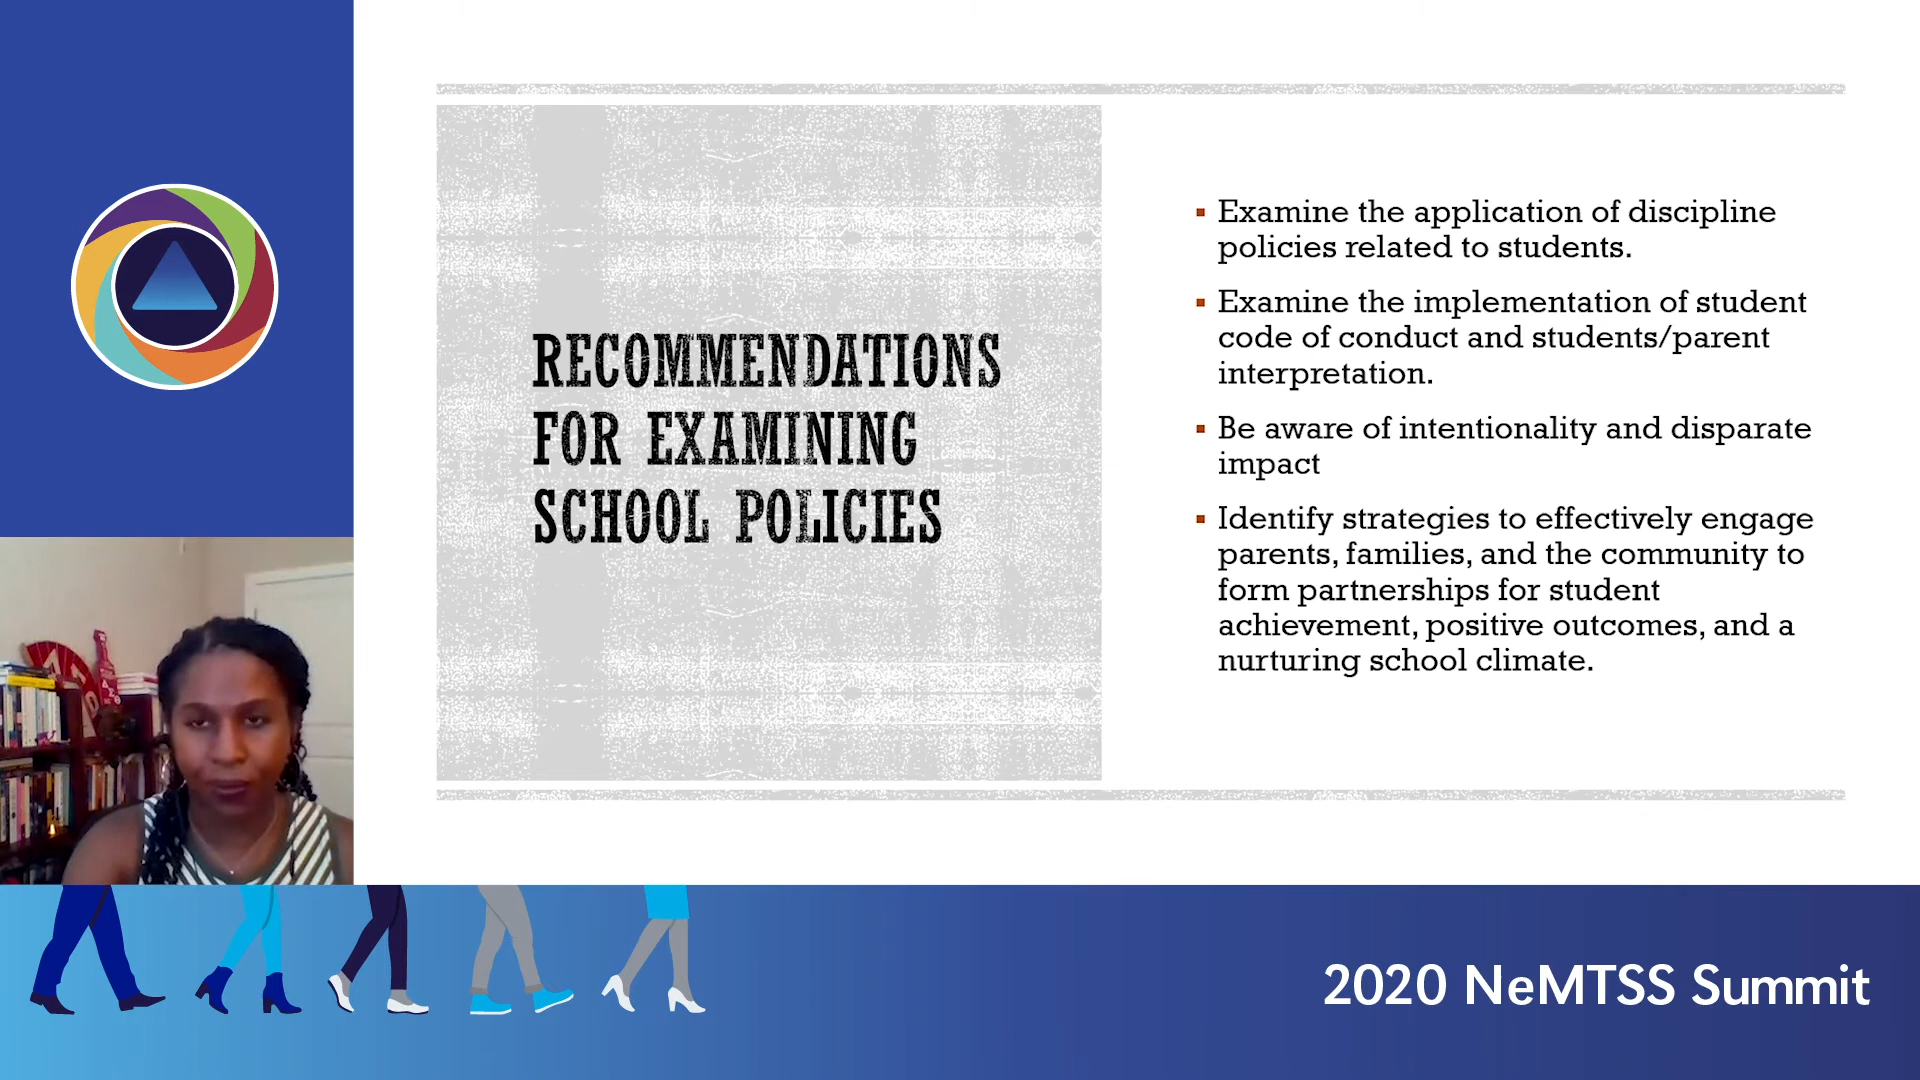 RECOMMENDATIONS
FOR EXAMINING
SCHOOL POLICIES
▪ Examine the application of discipline
policies related to students.
▪ Examine the implementation of student
code of conduct and students/parent
interpretation.
▪ Be aware of intentionality and disparate
impact
▪ Identify strategies to effectively engage
parents, families, and the community to
form partnerships for student
achievement, positive outcomes, and a
nurturing school climate.
2020 NeMTSS Summit